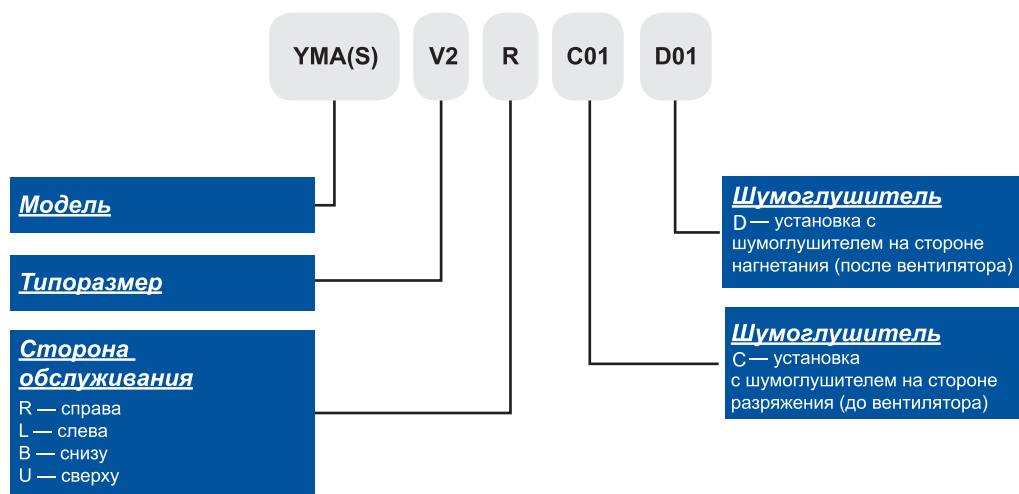 YMA(S) V2 R C01 D01
Модель
Типоразмер
Сторона
обслуживания
R — справа
L — слева
B — снизу
U — сверху
Шумоглушитель
D — установка с
шумоглушителем на стороне
нагнетания (после вентилятора)
Шумоглушитель
C — установка
с шумоглушителем на стороне
разряжения (до вентилятора)